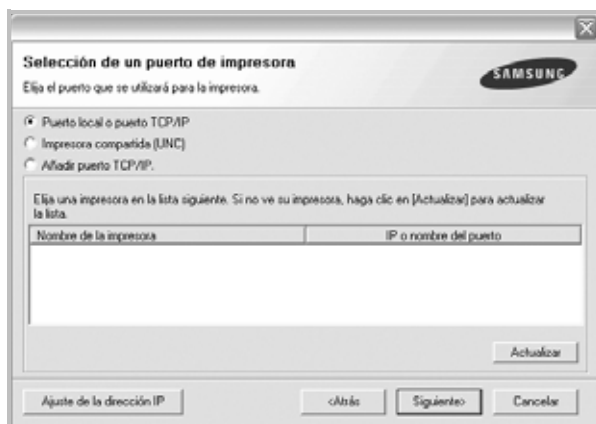 Selección de un puerto de impresora
SAMSUNG
Elija el puerto que se utilizará para la impresora.
Puerto local o puerto TCP/IP
Impresora compartida (UNC)
Añadir puerto TCP/IP.
Elija una impresora en la lista siguiente. Si no ve su impresora, haga clic en [Actualizar] para actualizar
la lista.
Nombre de la impresora IP o nombre del puerto
Actualizar
Ajuste de la dirección IP <Atrás Siguiente> Cancelar